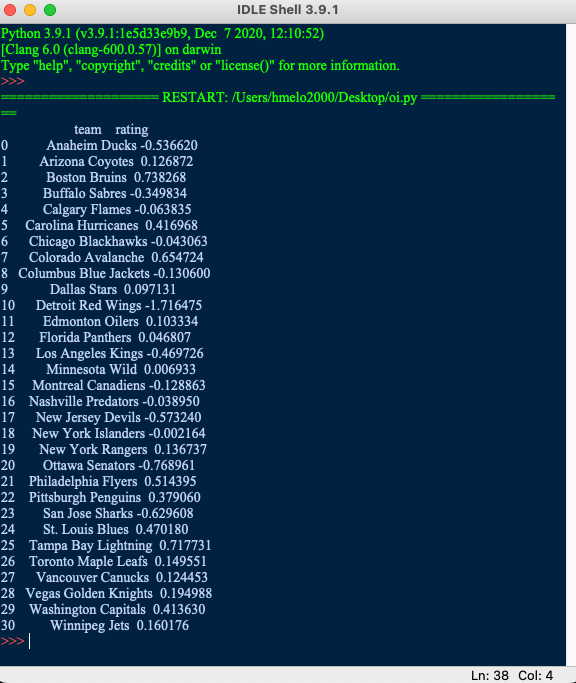 IDLE Shell 3.9.1
Python 3.9.1 (v3.9.1:1e5d33e9b9, Dec  7 2020, 12:10:52)
[Clang 6.0 (clang-600.0.57)] on darwin
Type "help", "copyright", "credits" or "license()" for more information.
>>>
==================== RESTART: /Users/hmelo2000/Desktop/oi.py =================
==
team rating
0 Anaheim Ducks -0.536620
1 Arizona Coyotes 0.126872
2 Boston Bruins 0.738268
3 Buffalo Sabres -0.349834
4 Calgary Flames -0.063835
5 Carolina Hurricanes 0.416968
6 Chicago Blackhawks -0.043063
7 Colorado Avalanche 0.654724
8 Columbus Blue Jackets -0.130600
9 Dallas Stars 0.097131
10 Detroit Red Wings -1.716475
11 Edmonton Oilers 0.103334
12 Florida Panthers 0.046807
13 Los Angeles Kings -0.469726
14 Minnesota Wild 0.006933
15 Montreal Canadiens -0.128863
16 Nashville Predators -0.038950
17 New Jersey Devils -0.573240
18 New York Islanders -0.002164
19 New York Rangers 0.136737
20 Ottawa Senators -0.768961
21 Philadelphia Flyers 0.514395
22 Pittsburgh Penguins 0.379060
23 San Jose Sharks -0.629608
24 St. Louis Blues 0.470180
25 Tampa Bay Lightning 0.717731
26 Toronto Maple Leafs 0.149551
27 Vancouver Canucks 0.124453
28 Vegas Golden Knights 0.194988
29 Washington Capitals 0.413630
30 Winnipeg Jets 0.160176
>>>
Ln: 38 Col: 4